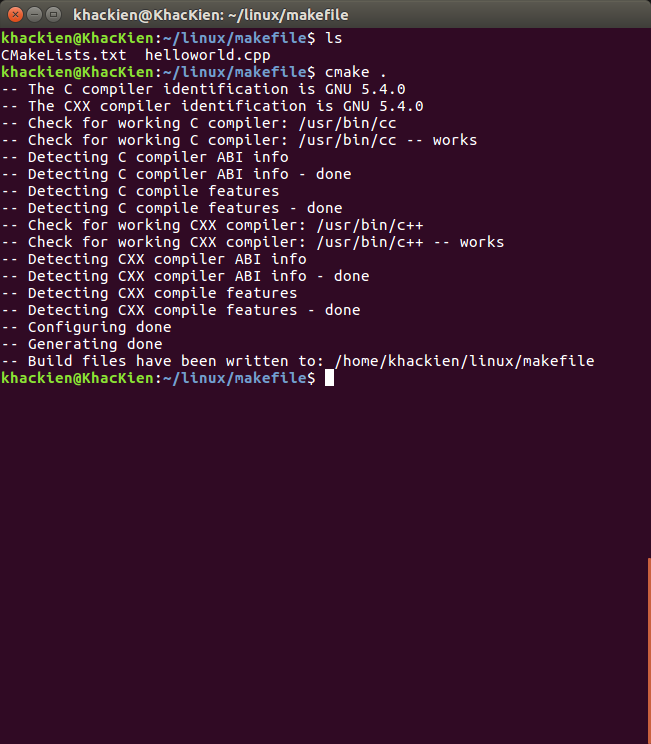 khackien@KhacKien: ~/linux/makefile
khackien@KhacKien:~/linux/makefile$ ls
CMakeLists.txt  helloworld.cpp
khackien@KhacKien:~/linux/makefile$ cmake .
-- The C compiler identification is GNU 5.4.0
-- The CXX compiler identification is GNU 5.4.0
-- Check for working C compiler: /usr/bin/cc
-- Check for working C compiler: /usr/bin/cc -- works
-- Detecting C compiler ABI info
-- Detecting C compiler ABI info - done
-- Detecting C compile features
-- Detecting C compile features - done
-- Check for working CXX compiler: /usr/bin/c++
-- Check for working CXX compiler: /usr/bin/c++ -- works
-- Detecting CXX compiler ABI info
-- Detecting CXX compiler ABI info - done
-- Detecting CXX compile features
-- Detecting CXX compile features - done
-- Configuring done
-- Generating done
-- Build files have been written to: /home/khackien/linux/makefile
khackien@KhacKien:~/linux/makefile$